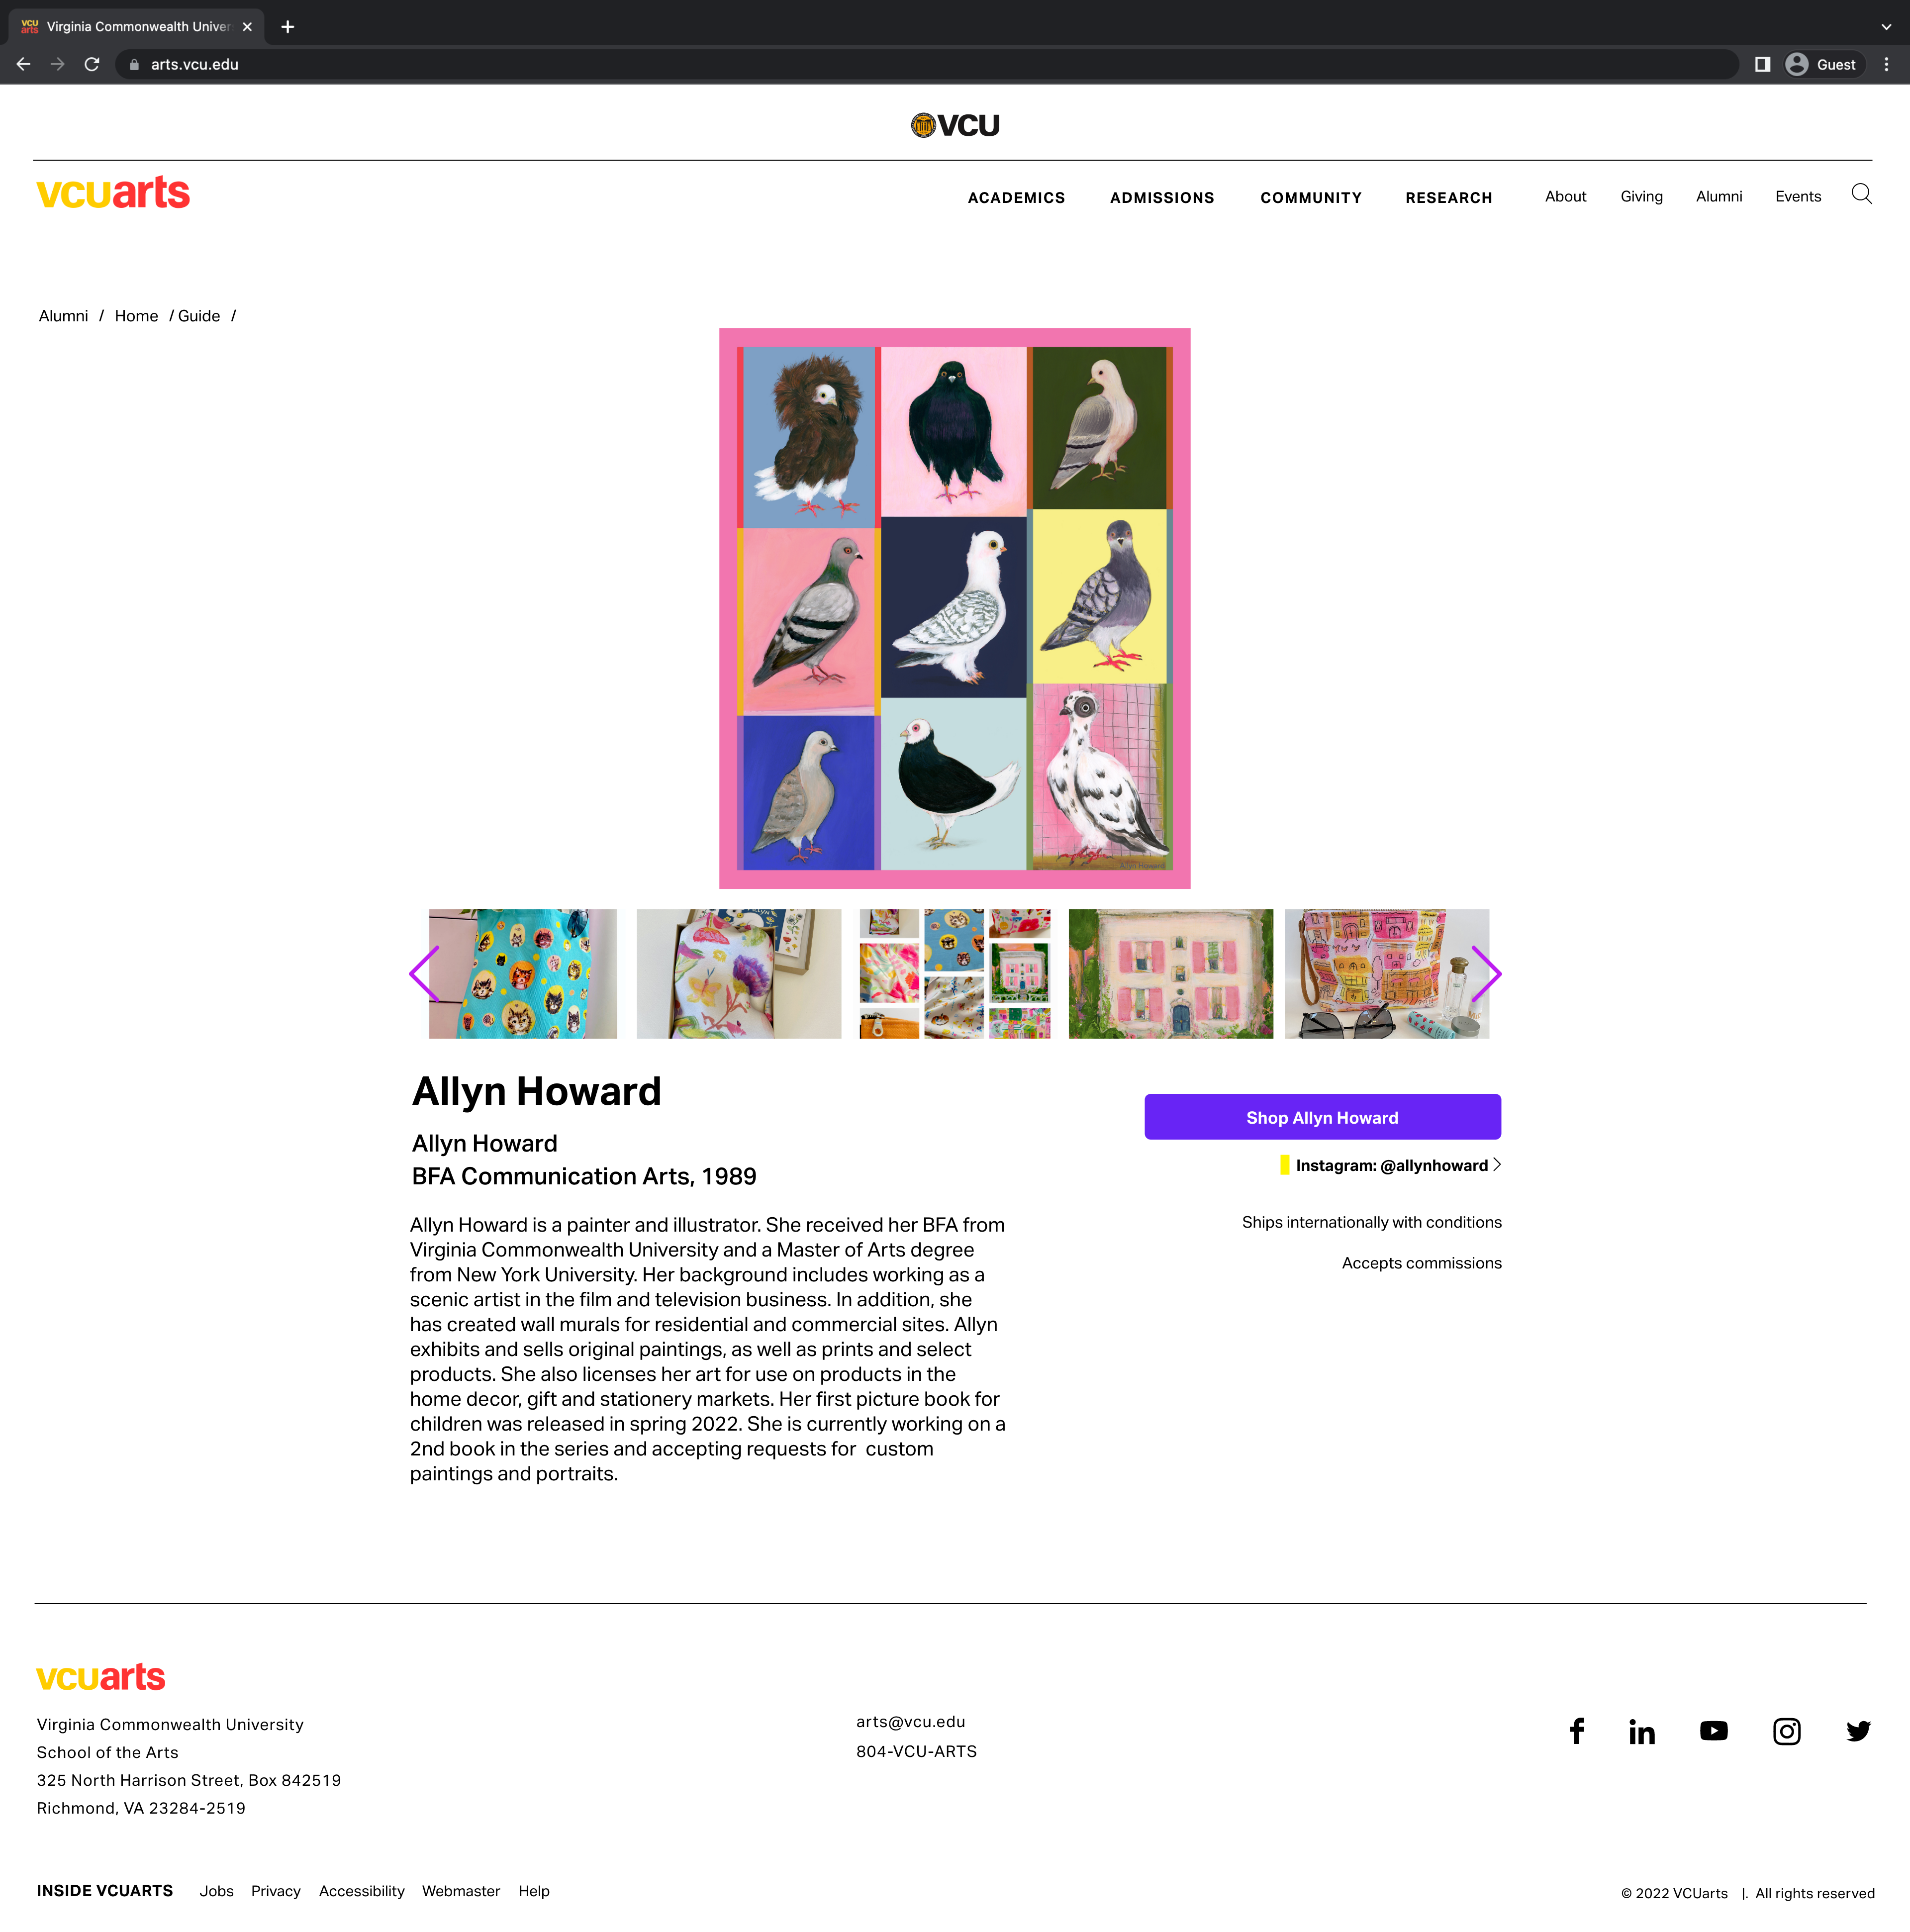 vcu
arts
Virginia Commonwealth Univer
arts.vcu.edu
Guest
VCU
vcuarts
ACADEMICS ADMISSIONS COMMUNITY RESEARCH About Giving Alumni Events
Alumni / Home / Guide /
Allyn Howard
Allyn Howard
Shop Allyn Howard
Allyn Howard
BFA Communication Arts, 1989
Instagram: @allynhoward
Ships internationally with conditions
Accepts commissions
Allyn Howard is a painter and illustrator. She received her BFA from
Virginia Commonwealth University and a Master of Arts degree
from New York University. Her background includes working as a
scenic artist in the film and television business. In addition, she
has created wall murals for residential and commercial sites. Allyn
exhibits and sells original paintings, as well as prints and select
products. She also licenses her art for use on products in the
home decor, gift and stationery markets. Her first picture book for
children was released in spring 2022. She is currently working on a
2nd book in the series and accepting requests for  custom
paintings and portraits.
vcuarts
Virginia Commonwealth University
School of the Arts
325 North Harrison Street, Box 842519
Richmond, VA 23284-2519
arts@vcu.edu
804-VCU-ARTS
INSIDE VCUARTS Jobs Privacy Accessibility Webmaster Help
© 2022 VCUarts |. All rights reserved